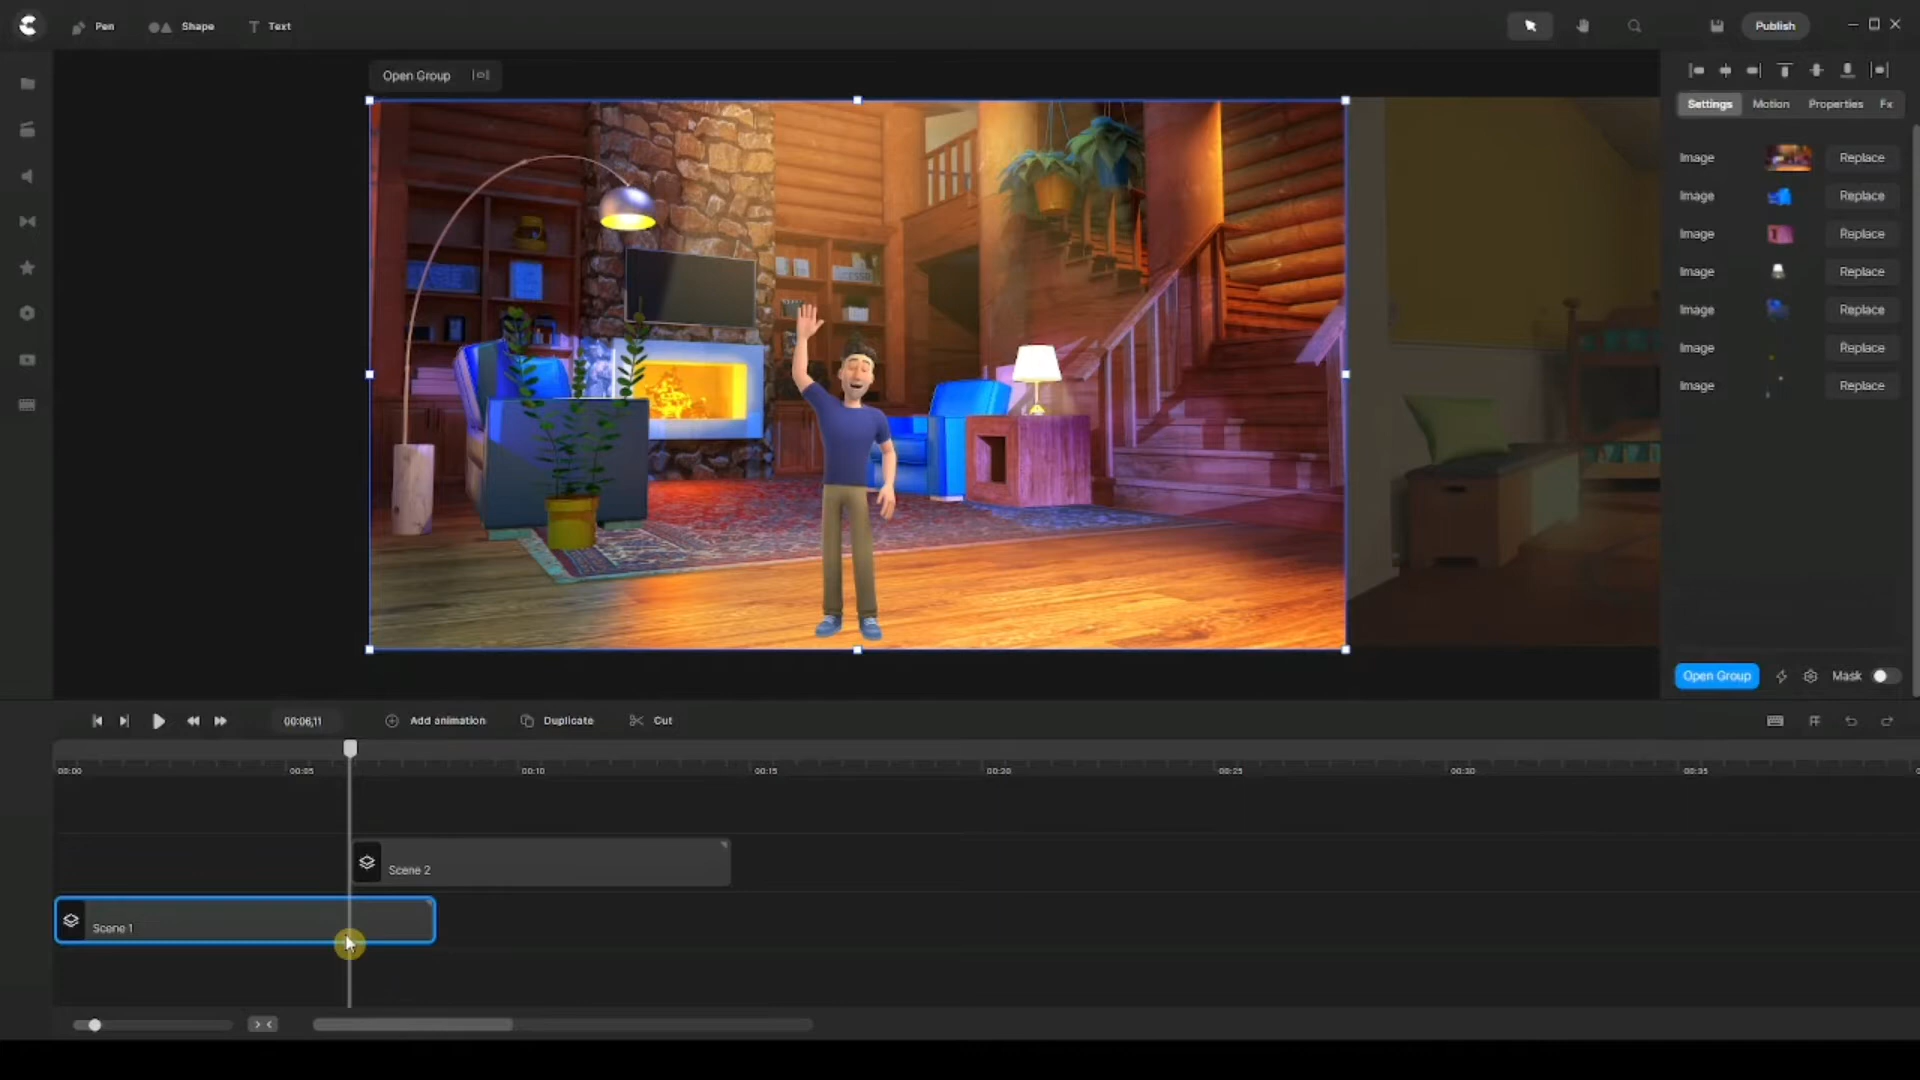 Pen
Shape
T Text
Publish
Open Group
Settings Motion Properties Fx
Image Replace
Image Replace
Image Replace
Image Replace
Image Replace
Image Replace
Image Replace
Open Group Mask
00:06,11
Add animation
Duplicate
Cut
00:00 00:05 00:10 00:15 00:20 00:25 00:30 00:35
Scene 2
Scene 1